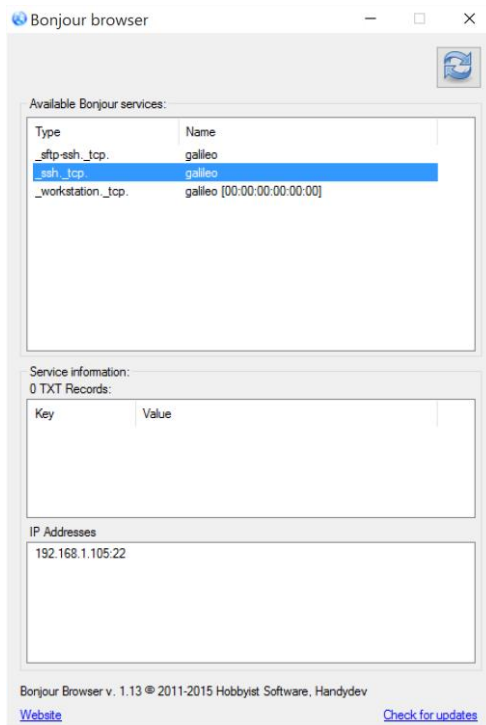 Bonjour browser
Available Bonjour services:
Type Name
_sftp-ssh._tcp. galileo
_ssh._tcp. galileo
_workstation._tcp. galileo [00:00:00:00:00:00]
Service information:
0 TXT Records:
Key Value
IP Addresses
192.168.1.105:22
Bonjour Browser v. 1.13 © 2011-2015 Hobbyist Software, Handydev
Website Check for updates